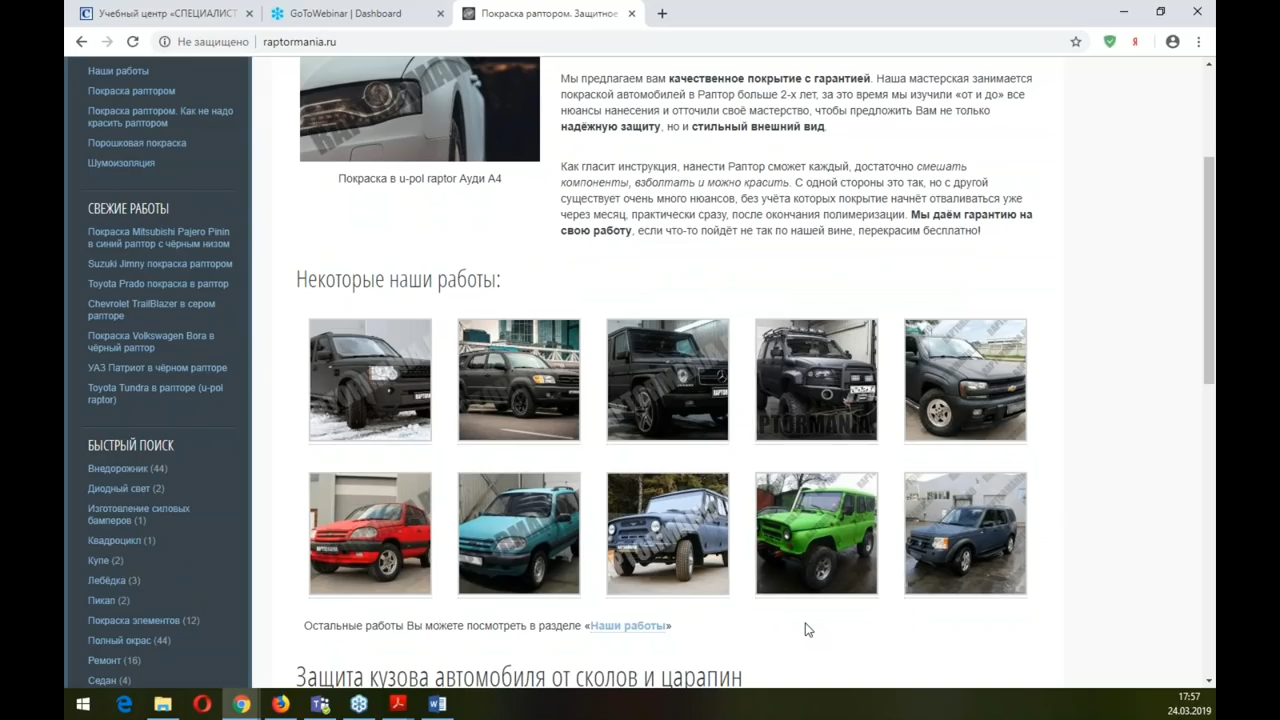 Учебный центр «СПЕЦИАЛИСТ
GoToWebinar | Dashboard
Покраска раптором. Защитное
Не защищено
raptormania.ru
Наши работы
Покраска раптором
Покраска раптором. Как не надо
красить раптором
Порошковая покраска
Шумоизоляция
СВЕЖИЕ РАБОТЫ
Покраска Mitsubishi Pajero Pinin
в синий раптор с чёрным низом
Suzuki Jimny покраска раптором
Toyota Prado покраска в раптор
Chevrolet TrailBlazer в сером
рапторе
Покраска Volkswagen Bora в
чёрный раптор
УАЗ Патриот в чёрном рапторе
Toyota Tundra в рапторе (u-pol
raptor)
БЫСТРЫЙ ПОИСК
Внедорожник (44)
Диодный свет (2)
Изготовление силовых
бамперов (1)
Квадроцикл (1)
Купе (2)
Лебёдка (3)
Пикап (2)
Покраска элементов (12)
Полный окрас (44)
Ремонт (16)
Седан (4)
Покраска в u-pol raptor Ауди А4
Мы предлагаем вам качественное покрытие с гарантией. Наша мастерская занимается
покраской автомобилей в Раптор больше 2-х лет, за это время мы изучили «от и до» все
нюансы нанесения и отточили своё мастерство, чтобы предложить Вам не только
надёжную защиту, но и стильный внешний вид.
Как гласит инструкция, нанести Раптор сможет каждый, достаточно смешать
компоненты, взболтать и можно красить. С одной стороны это так, но с другой
существует очень много нюансов, без учёта которых покрытие начнёт отваливаться уже
через месяц, практически сразу, после окончания полимеризации. Мы даём гарантию на
свою работу, если что-то пойдёт не так по нашей вине, перекрасим бесплатно!
Некоторые наши работы:
Остальные работы Вы можете посмотреть в разделе «Наши работы»
Защита кузова автомобиля от сколов и царапин
17:57
24.03.2019